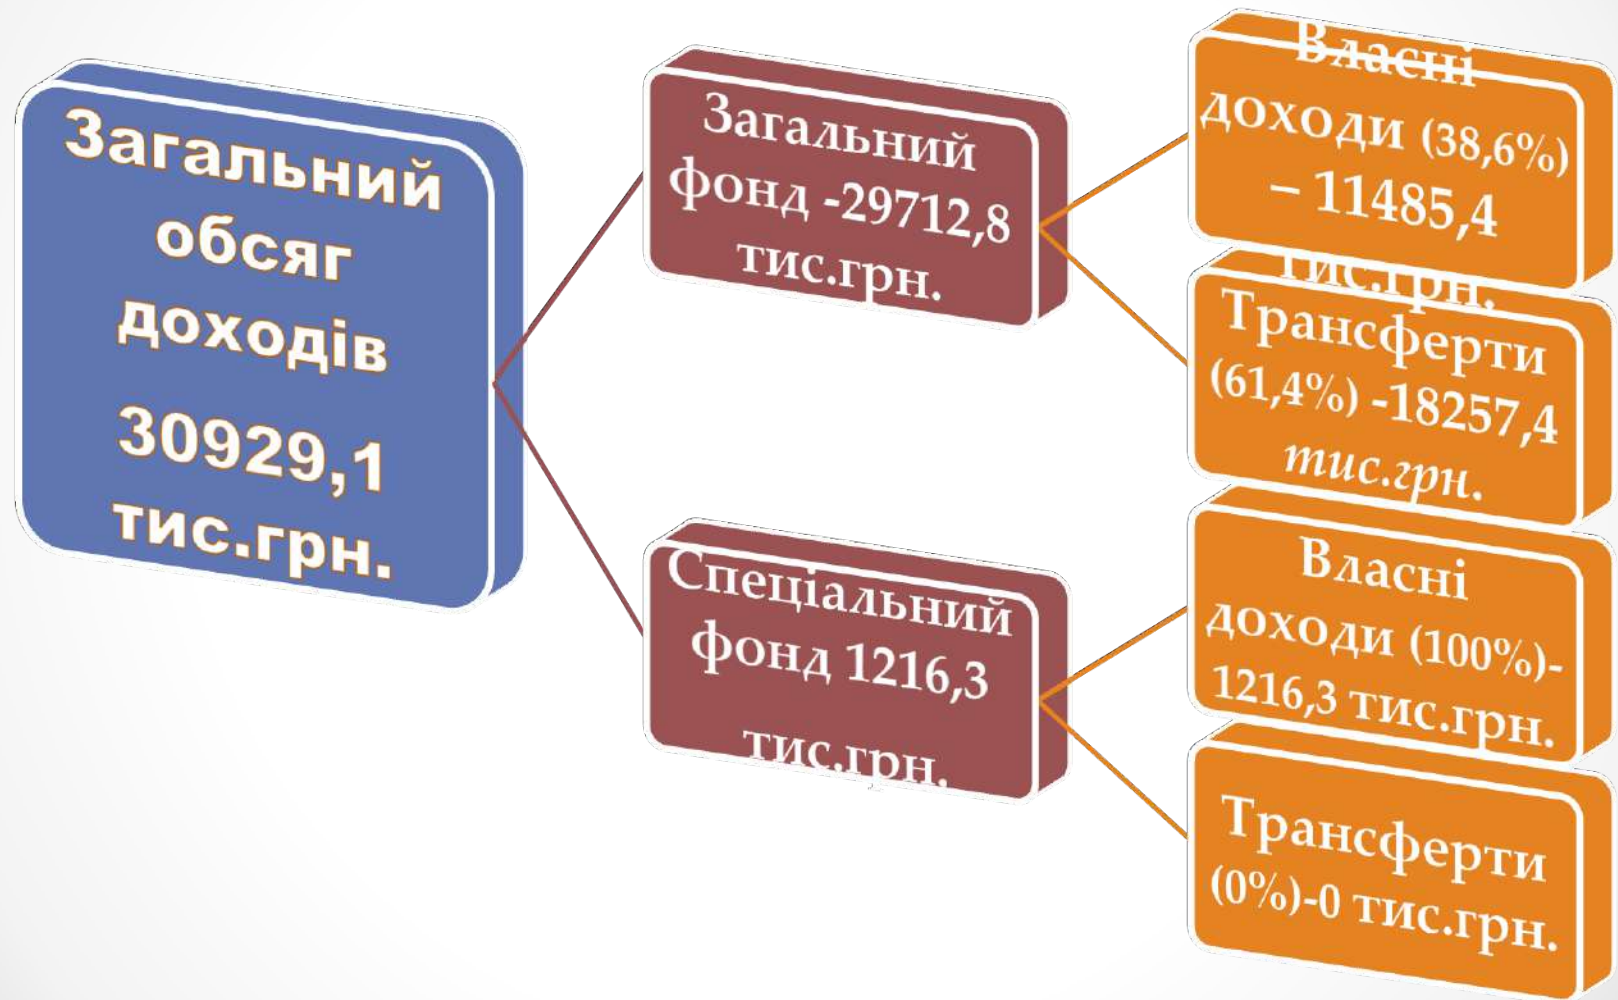 Загальний
обсяг
доходів
30929,1
тис.грн.
Загальний
фонд -29712,8
тис.грн.
Спеціальний
фонд 1216,3
тис.грн.
Власні
доходи (38,6%)
– 11485,4
тис.грн.
Трансферти
(61,4%) -18257,4
тис.грн.
Власні
доходи (100%)-
1216,3 тис.грн.
Трансферти
(0%)-0 тис.грн.